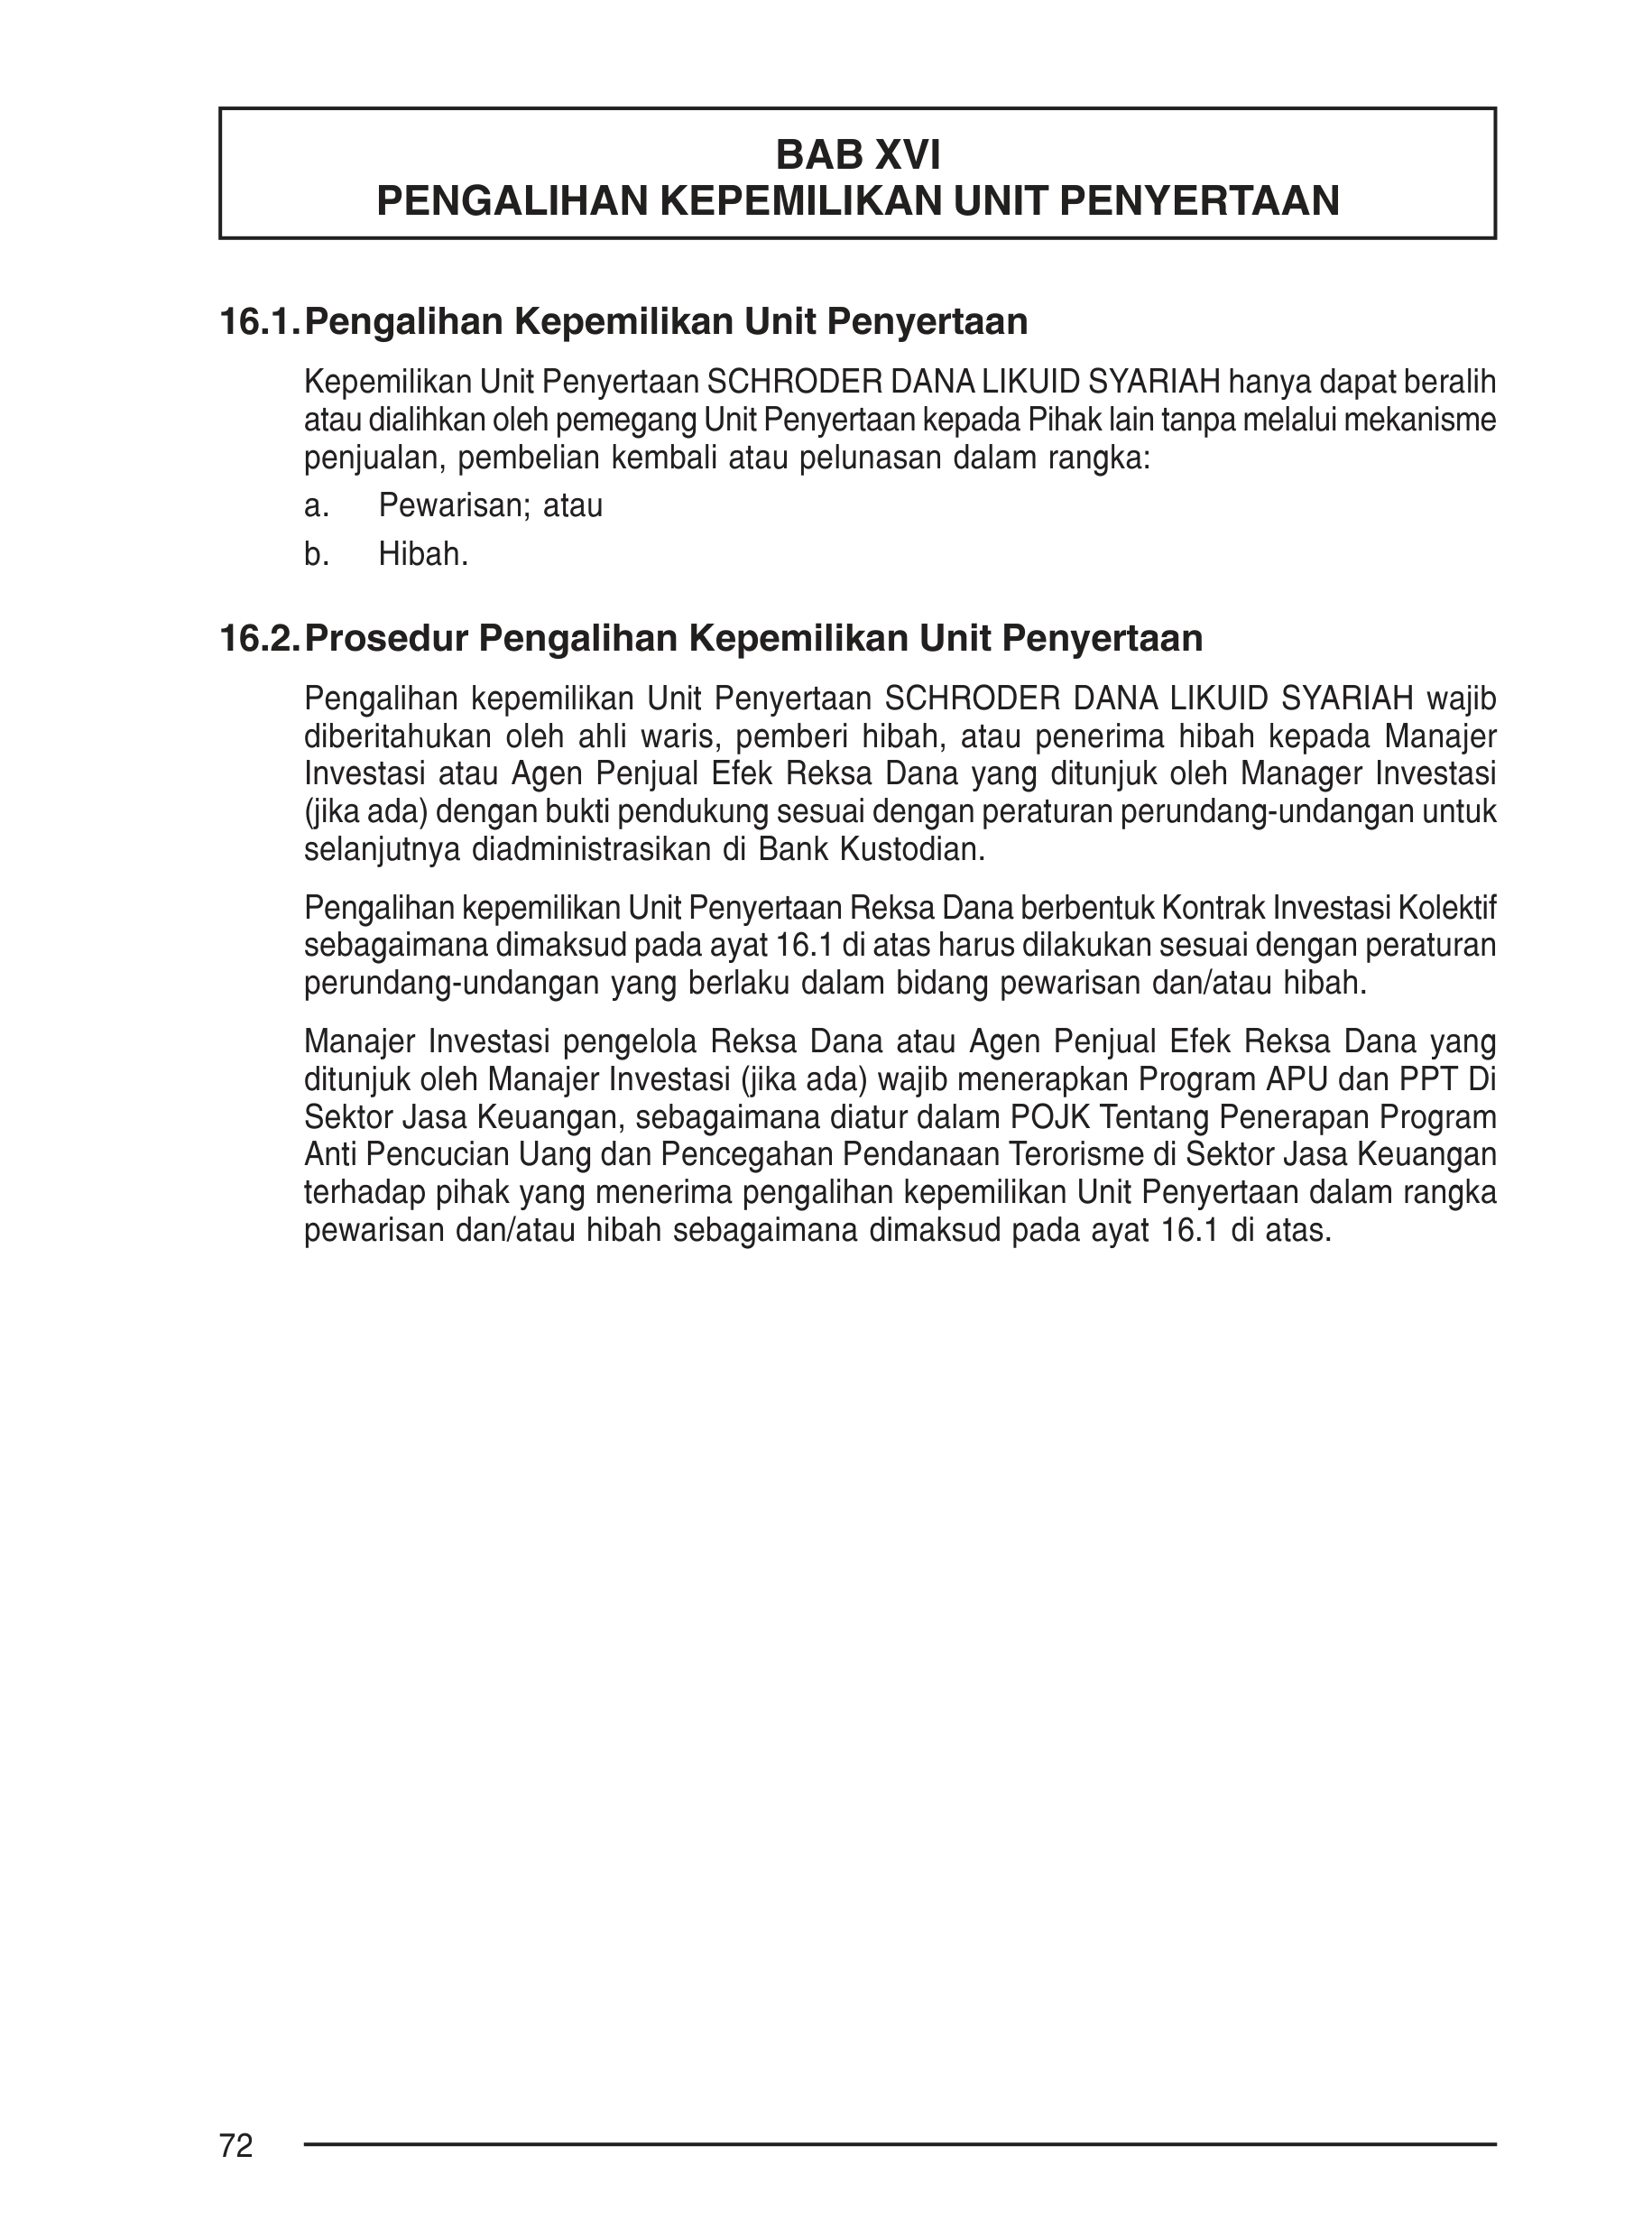 BAB XVI
PENGALIHAN KEPEMILIKAN UNIT PENYERTAAN
16.1. Pengalihan Kepemilikan Unit Penyertaan
Kepemilikan Unit Penyertaan SCHRODER DANA LIKUID SYARIAH hanya dapat beralih
atau dialihkan oleh pemegang Unit Penyertaan kepada Pihak lain tanpa melalui mekanisme
penjualan, pembelian kembali atau pelunasan dalam rangka:
a. Pewarisan; atau
b. Hibah.
16.2. Prosedur Pengalihan Kepemilikan Unit Penyertaan
Pengalihan kepemilikan Unit Penyertaan SCHRODER DANA LIKUID SYARIAH wajib
diberitahukan oleh ahli waris, pemberi hibah, atau penerima hibah kepada Manajer
Investasi atau Agen Penjual Efek Reksa Dana yang ditunjuk oleh Manager Investasi
(jika ada) dengan bukti pendukung sesuai dengan peraturan perundang-undangan untuk
selanjutnya diadministrasikan di Bank Kustodian.
Pengalihan kepemilikan Unit Penyertaan Reksa Dana berbentuk Kontrak Investasi Kolektif
sebagaimana dimaksud pada ayat 16.1 di atas harus dilakukan sesuai dengan peraturan
perundang-undangan yang berlaku dalam bidang pewarisan dan/atau hibah.
Manajer Investasi pengelola Reksa Dana atau Agen Penjual Efek Reksa Dana yang
ditunjuk oleh Manajer Investasi (jika ada) wajib menerapkan Program APU dan PPT Di
Sektor Jasa Keuangan, sebagaimana diatur dalam POJK Tentang Penerapan Program
Anti Pencucian Uang dan Pencegahan Pendanaan Terorisme di Sektor Jasa Keuangan
terhadap pihak yang menerima pengalihan kepemilikan Unit Penyertaan dalam rangka
pewarisan dan/atau hibah sebagaimana dimaksud pada ayat 16.1 di atas.
72